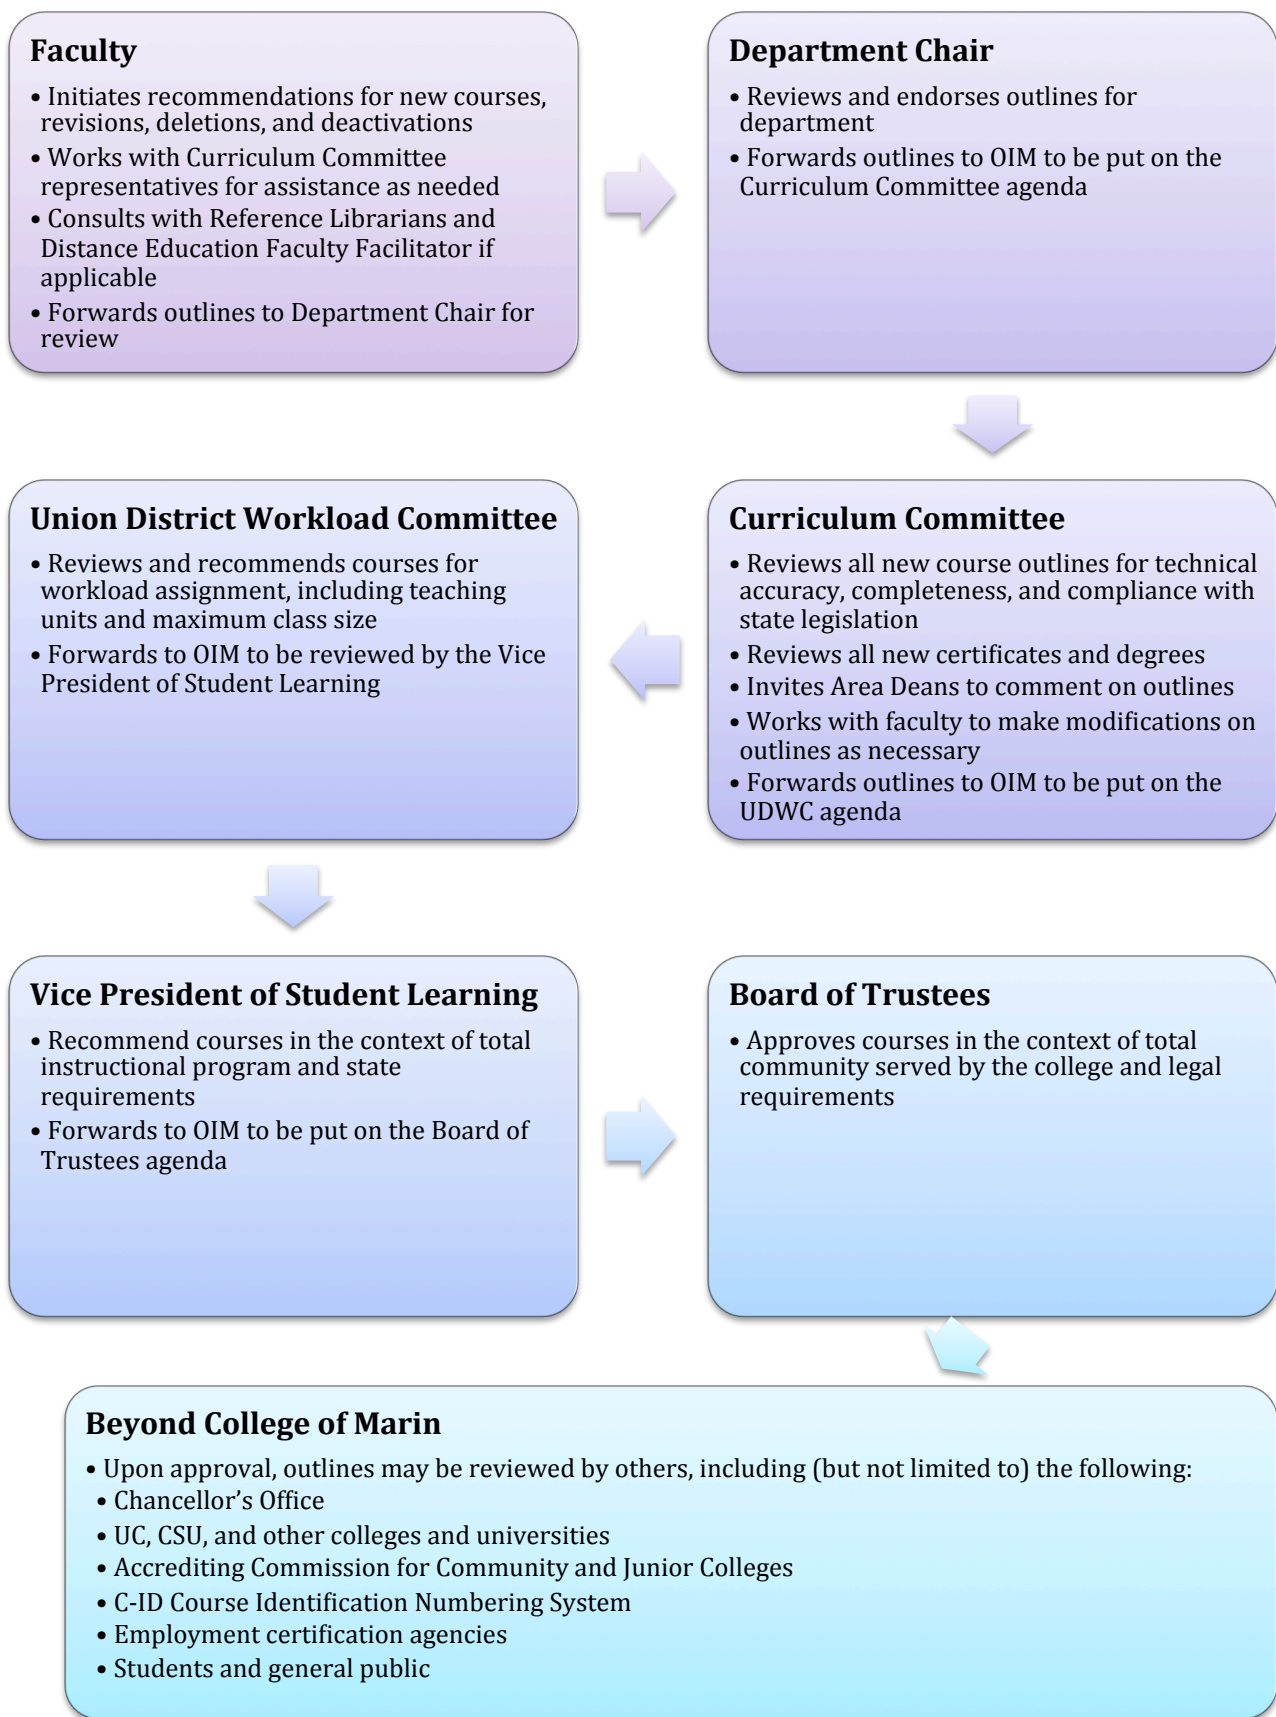 Faculty
• Initiates recommendations for new courses,
revisions, deletions, and deactivations
• Works with Curriculum Committee
representatives for assistance as needed
• Consults with Reference Librarians and
Distance Education Faculty Facilitator if
applicable
• Forwards outlines to Department Chair for
review
Department Chair
• Reviews and endorses outlines for
department
• Forwards outlines to OIM to be put on the
Curriculum Committee agenda
Curriculum Committee
• Reviews all new course outlines for technical
accuracy, completeness, and compliance with
state legislation
• Reviews all new certificates and degrees
• Invites Area Deans to comment on outlines
• Works with faculty to make modifications on
outlines as necessary
• Forwards outlines to OIM to be put on the
UDWC agenda
Union District Workload Committee
• Reviews and recommends courses for
workload assignment, including teaching
units and maximum class size
• Forwards to OIM to be reviewed by the Vice
President of Student Learning
Vice President of Student Learning
• Recommend courses in the context of total
instructional program and state
requirements
• Forwards to OIM to be put on the Board of
Trustees agenda
Board of Trustees
• Approves courses in the context of total
community served by the college and legal
requirements
Beyond College of Marin
• Upon approval, outlines may be reviewed by others, including (but not limited to) the following:
• Chancellor’s Office
• UC, CSU, and other colleges and universities
• Accrediting Commission for Community and Junior Colleges
• C-ID Course Identification Numbering System
• Employment certification agencies
• Students and general public